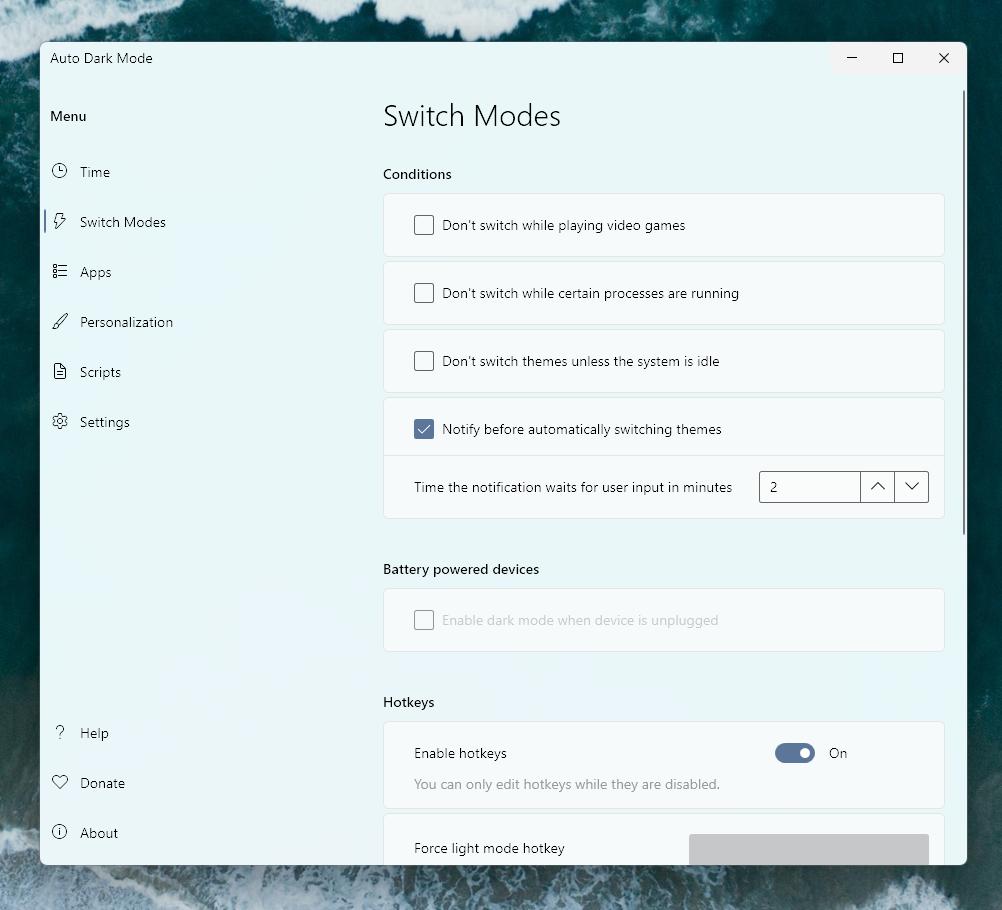 Auto Dark Mode
Menu
Time
Switch Modes
Apps
Personalization
Scripts
Settings
Help
Donate
About
Switch Modes
Conditions
Don't switch while playing video games
Don't switch while certain processes are running
Don't switch themes unless the system is idle
Notify before automatically switching themes
Time the notification waits for user input in minutes
2
Battery powered devices
Enable dark mode when device is unplugged
Hotkeys
Enable hotkeys
On
You can only edit hotkeys while they are disabled.
Force light mode hotkey